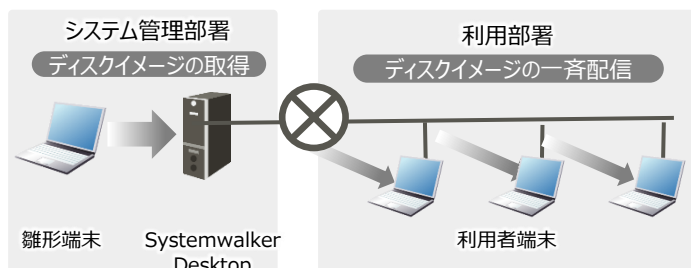 システム管理部署
ディスクイメージの取得
雛形端末
Systemwalker
Desktop
利用部署
ディスクイメージの一斉配信
利用者端末